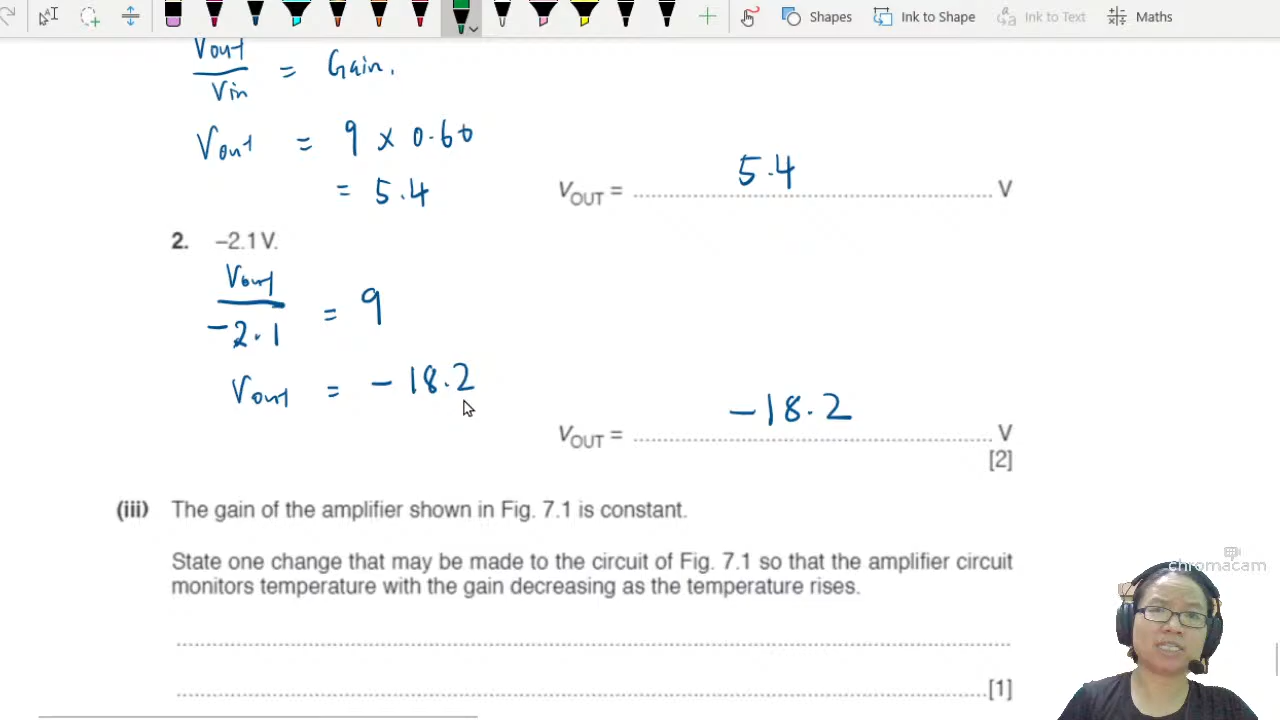 Shapes Ink to Shape Ink to Text Maths
Vout / Vin = Gain.
Vout = 9 × 0.60
= 5.4
VOUT = 5.4 V
2. –2.1 V.
Vout / -2.1 = 9
Vout = - 18.2
VOUT = -18.2 V
[2]
(iii) The gain of the amplifier shown in Fig. 7.1 is constant.
State one change that may be made to the circuit of Fig. 7.1 so that the amplifier circuit
monitors temperature with the gain decreasing as the temperature rises.
[1]
chromacam